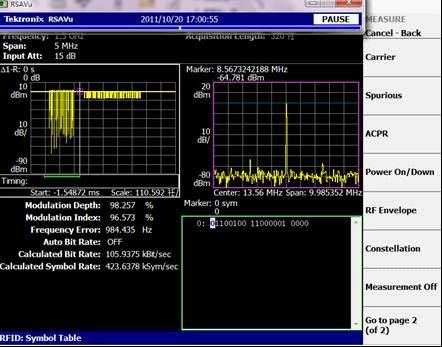 RSAVu
Tektronix RSAVu 2011/10/20 17:00:55 PAUSE
Frequency: 1.5 GHz Acquisition Length: 320
Span: 5 MHz
Input Att: 15 dB
Δ1-R: 0 s
0 dB
Marker: 8.5673242188 MHz
-64.781 dBm
10
dBm
dB/
-90
dBm
20
dBm
10
dB/
-80
dBm
Timing:
Start: -1.54872 ms Scale: 110.592
Center: 13.56 MHz Span: 9.985352 MHz
Modulation Depth: 98.257 %
Modulation Index: 96.573 %
Frequency Error: 984.435 Hz
Auto Bit Rate: OFF
Calculated Bit Rate: 105.9375 kBit/sec
Calculated Symbol Rate: 423.6378 kSym/sec
Marker: 0 sym
0
0: 01100100 11000001 0000
RFID: Symbol Table
MEASURE
Cancel - Back
Carrier
Spurious
ACPR
Power On/Down
RF Envelope
Constellation
Measurement Off
Go to page 2
(of 2)